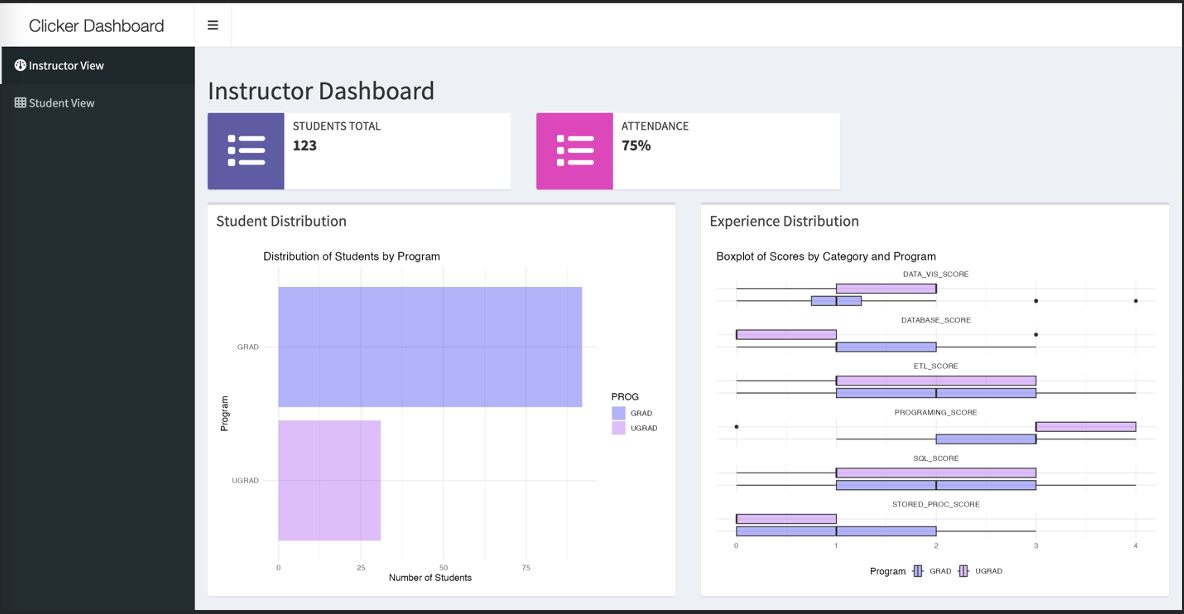 Clicker Dashboard
Instructor View
Student View
Instructor Dashboard
STUDENTS TOTAL
123
ATTENDANCE
75%
Student Distribution
Distribution of Students by Program
Program
GRAD
UGRAD
0 25 50 75
Number of Students
PROG
GRAD
UGRAD
Experience Distribution
Boxplot of Scores by Category and Program
DATA_VIS_SCORE
DATABASE_SCORE
ETL_SCORE
PROGRAMING_SCORE
SQL_SCORE
STORED_PROC_SCORE
0 1 2 3 4
Program GRAD UGRAD